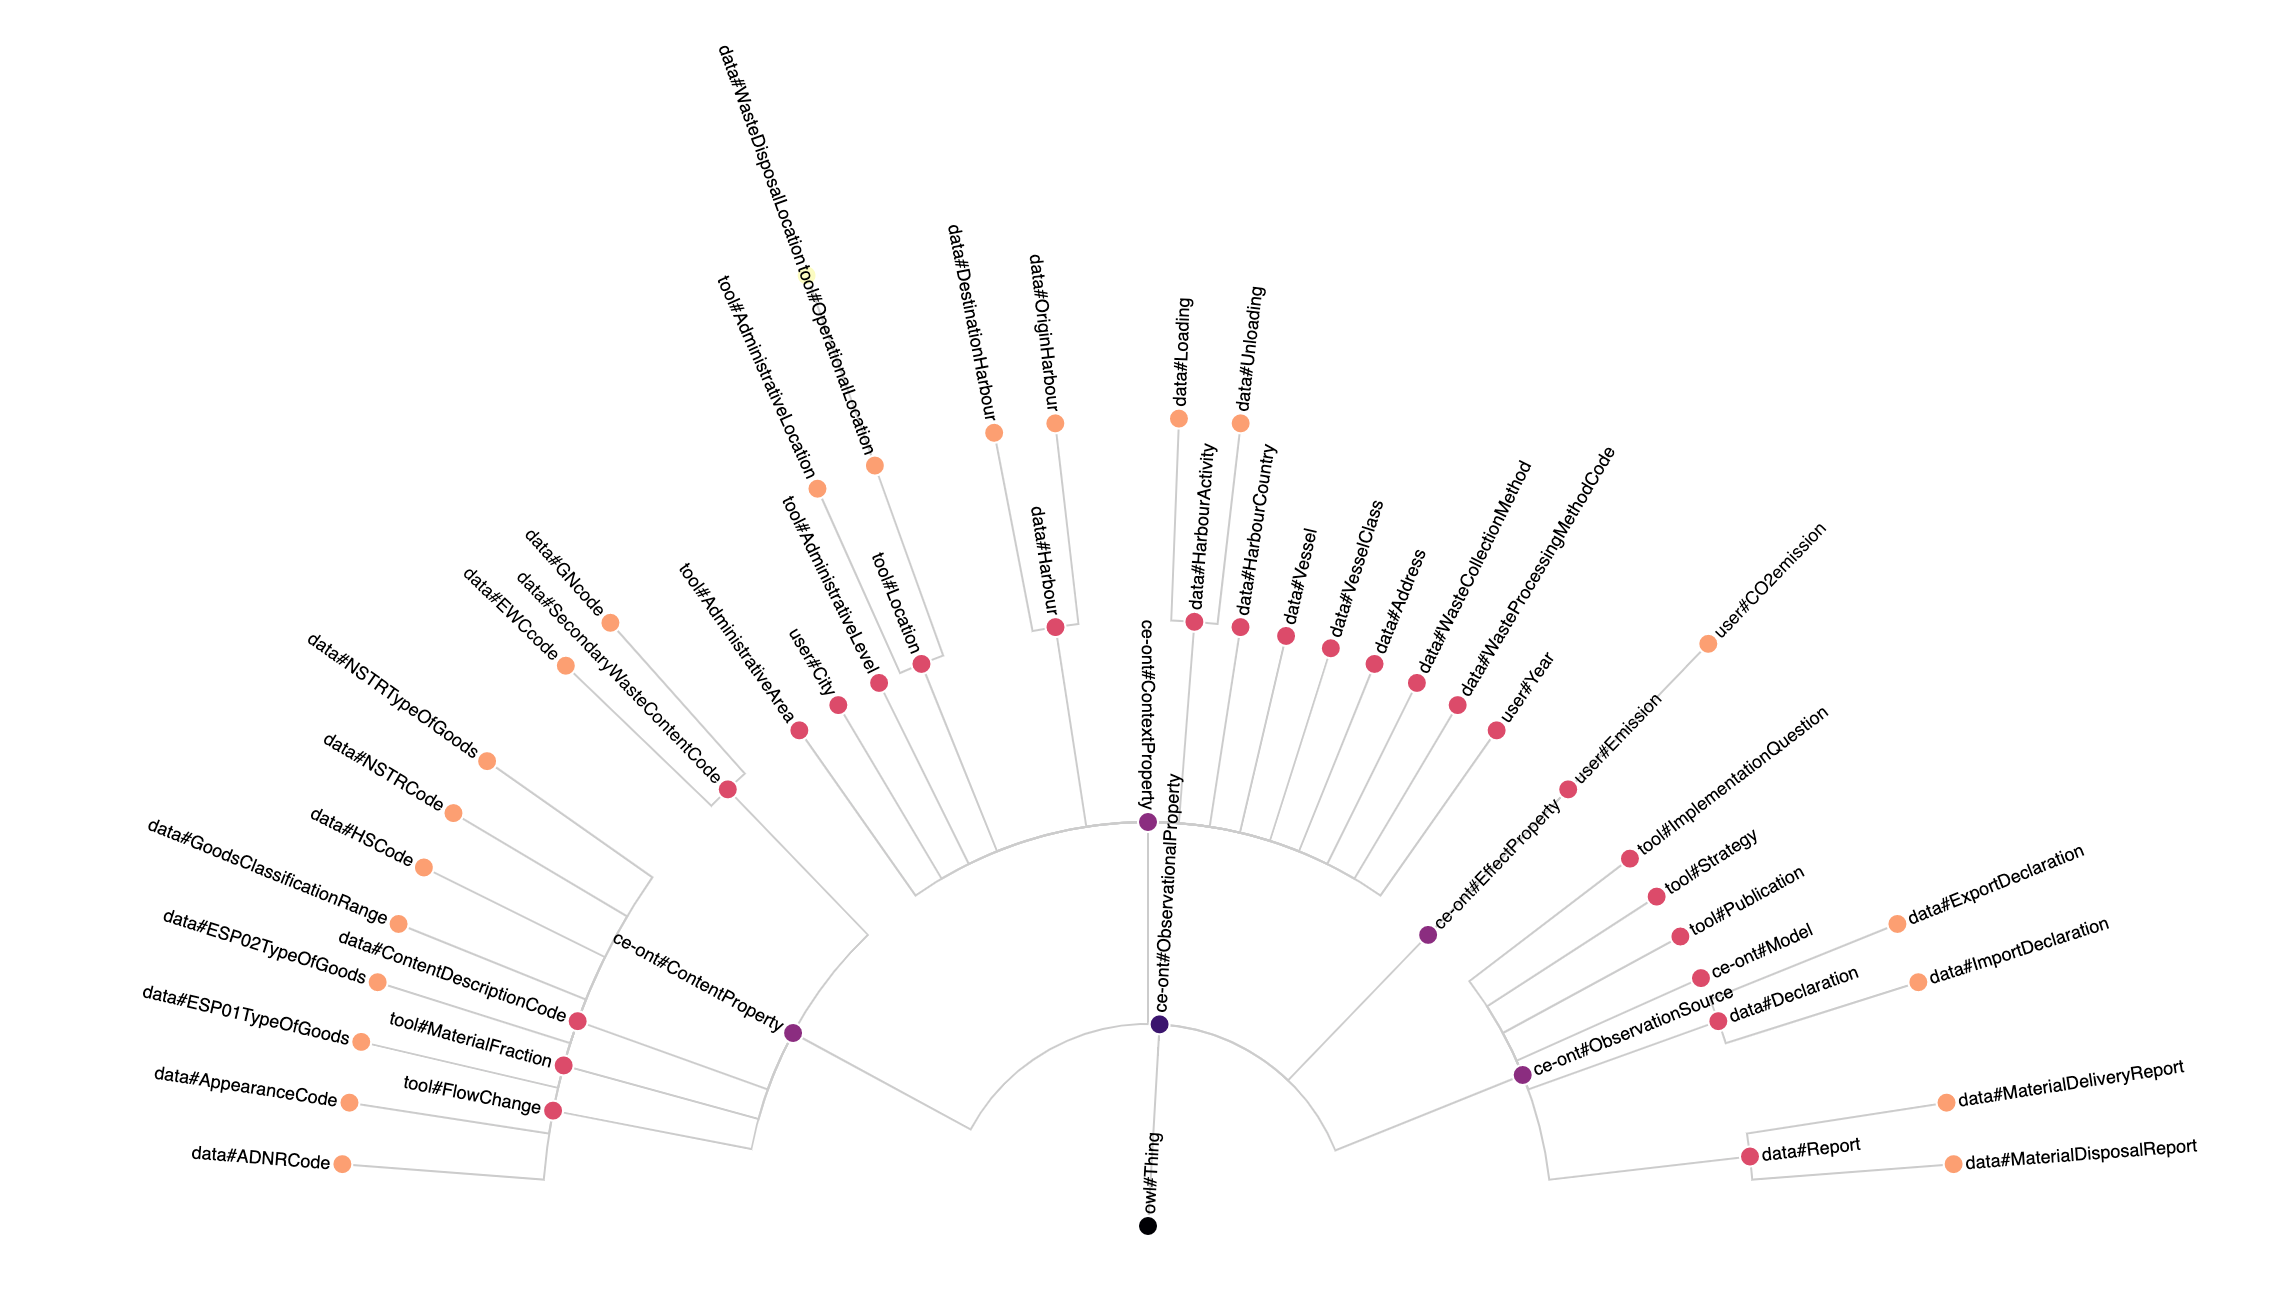 data#WasteDisposalLocation
tool#OperationalLocation
tool#AdministrativeLocation
data#DestinationHarbour
data#OriginHarbour
data#Loading
data#Unloading
data#Harbour
data#HarbourActivity
data#HarbourCountry
data#Vessel
data#VesselClass
data#Address
data#WasteCollectionMethod
data#WasteProcessingMethodCode
user#Year
tool#AdministrativeLevel
tool#Location
user#City
tool#AdministrativeArea
data#GNcode
data#SecondaryWasteContentCode
data#EWCcode
data#NSTRTypeOfGoods
data#NSTRCode
data#HSCode
data#GoodsClassificationRange
data#ESP02TypeOfGoods
data#ContentDescriptionCode
data#ESP01TypeOfGoods
tool#MaterialFraction
data#AppearanceCode
tool#FlowChange
data#ADNRCode
ce-ont#ContentProperty
ce-ont#ContextProperty
ce-ont#ObservationalProperty
owl#Thing
user#CO2emission
user#Emission
ce-ont#EffectProperty
tool#ImplementationQuestion
tool#Strategy
tool#Publication
ce-ont#Model
data#ExportDeclaration
data#ImportDeclaration
data#Declaration
ce-ont#ObservationSource
data#MaterialDeliveryReport
data#Report
data#MaterialDisposalReport